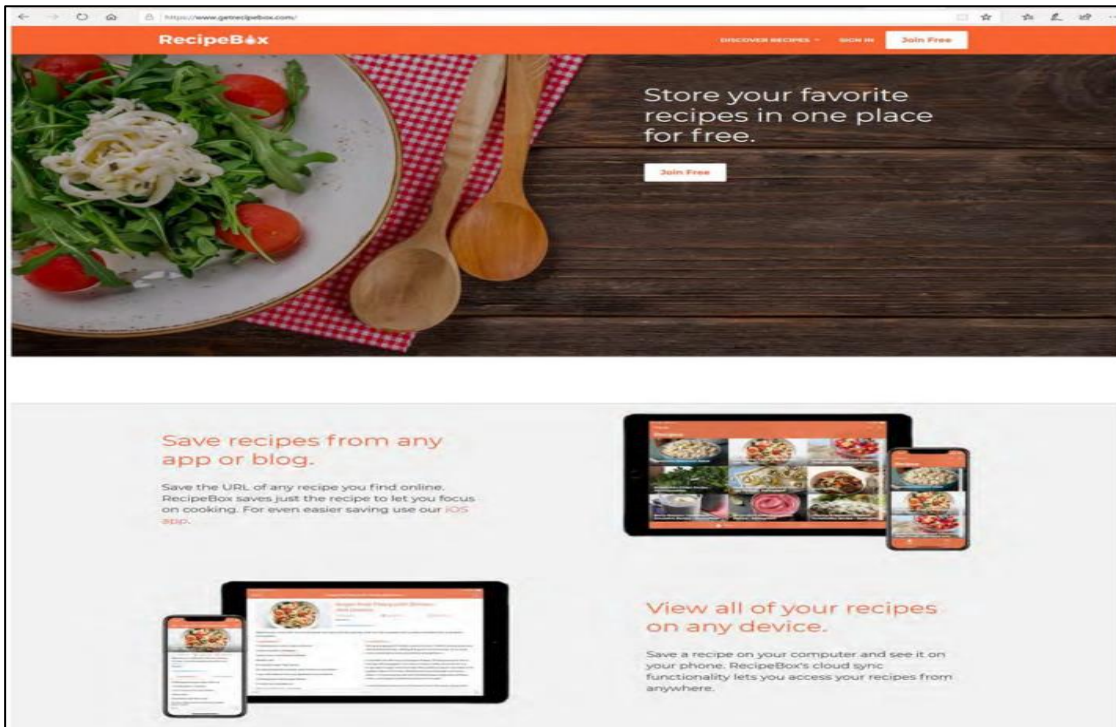 https://www.getrecipebox.com/
RecipeBox
DISCOVER RECIPES
SIGN IN
Join Free
Store your favorite
recipes in one place
for free.
Join Free
Save recipes from any
app or blog.
Save the URL of any recipe you find online.
RecipeBox saves just the recipe to let you focus
on cooking. For even easier saving use our iOS
app.
Recipes
Recipes
View all of your recipes
on any device.
Save a recipe on your computer and see it on
your phone. RecipeBox's cloud sync
functionality lets you access your recipes from
anywhere.